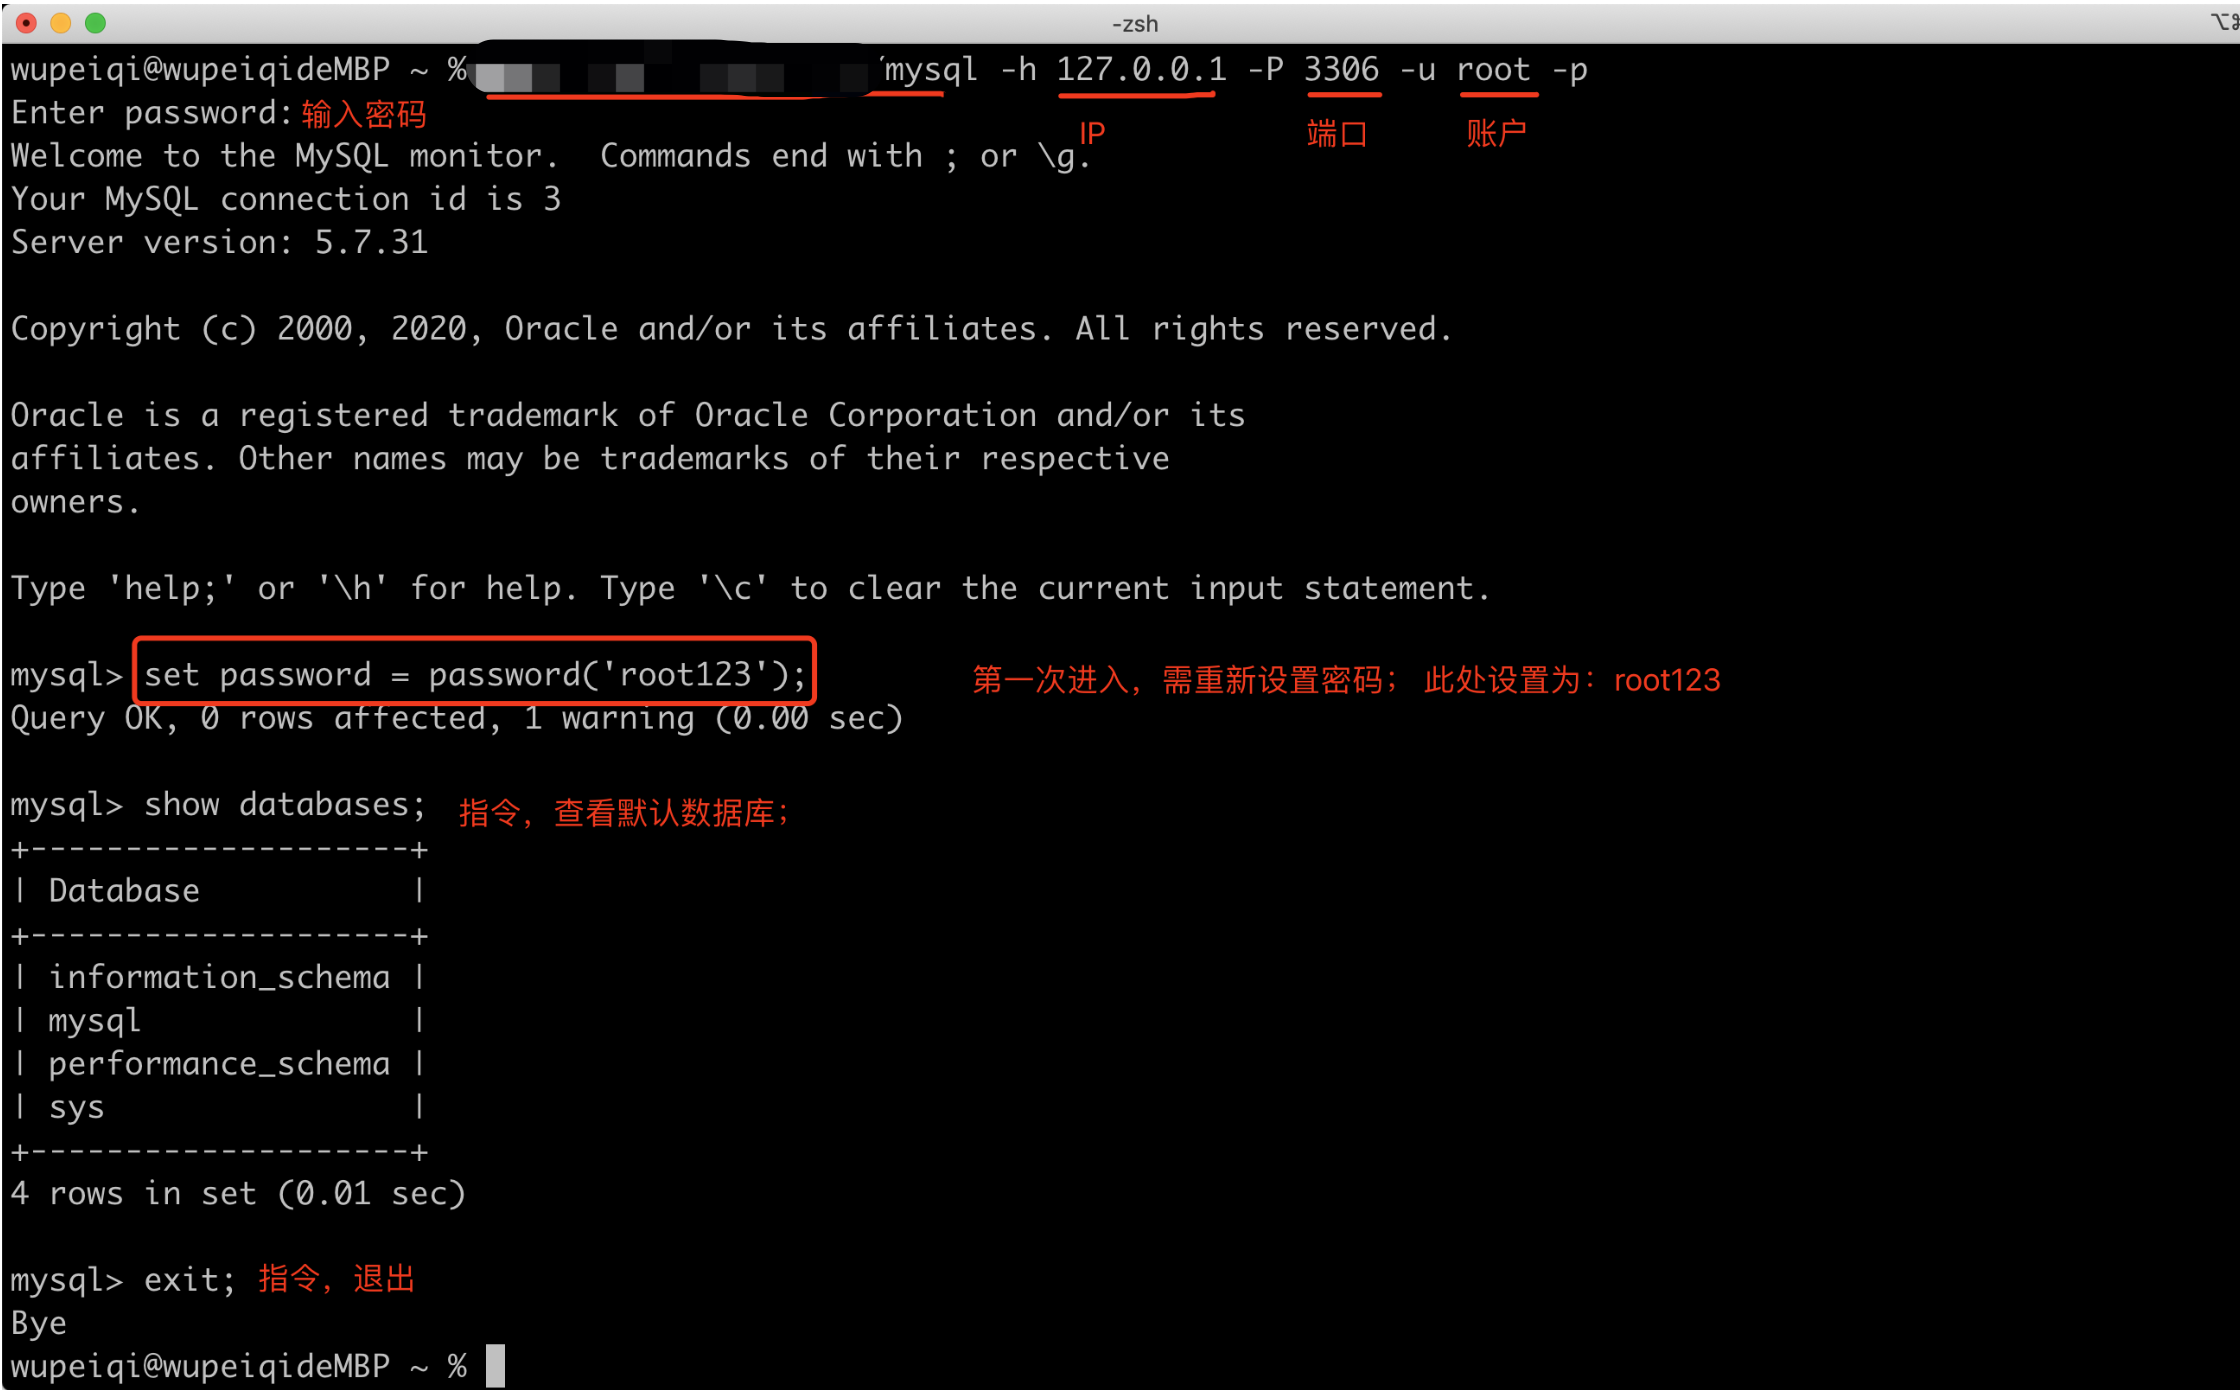 -zsh
wupeiqi@wupeiqideMBP ~ % mysql -h 127.0.0.1 -P 3306 -u root -p
Enter password: 输入密码
IP 端口 账户
Welcome to the MySQL monitor.  Commands end with ; or \g.
Your MySQL connection id is 3
Server version: 5.7.31
Copyright (c) 2000, 2020, Oracle and/or its affiliates. All rights reserved.
Oracle is a registered trademark of Oracle Corporation and/or its
affiliates. Other names may be trademarks of their respective
owners.
Type 'help;' or '\h' for help. Type '\c' to clear the current input statement.
mysql> set password = password('root123'); 第一次进入，需重新设置密码； 此处设置为：root123
Query OK, 0 rows affected, 1 warning (0.00 sec)
mysql> show databases; 指令，查看默认数据库；
+--------------------+
| Database           |
+--------------------+
| information_schema |
| mysql              |
| performance_schema |
| sys                |
+--------------------+
4 rows in set (0.01 sec)
mysql> exit; 指令，退出
Bye
wupeiqi@wupeiqideMBP ~ %